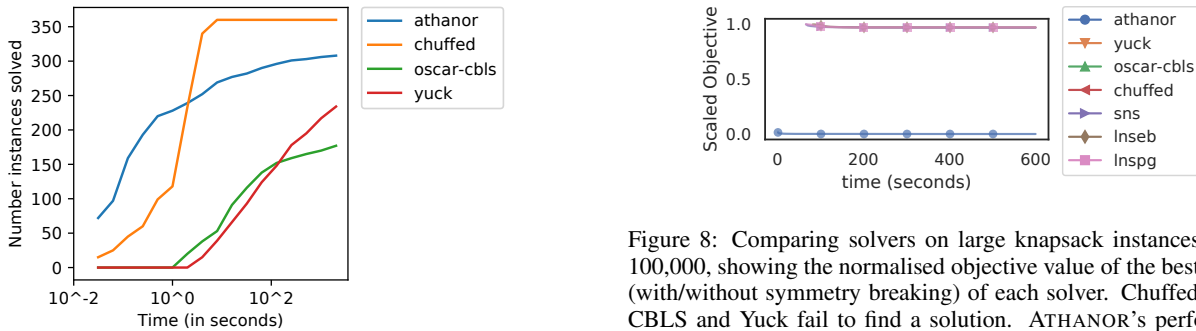 350
300
250
200
150
100
50
0
Number instances solved
10^-2
10^0
10^2
Time (in seconds)
athanor
chuffed
oscar-cbls
yuck
1.0
0.5
0.0
Scaled Objective
0
200
400
600
time (seconds)
athanor
yuck
oscar-cbls
chuffed
sns
lnseb
lnspg
Figure 8: Comparing solvers on large knapsack instances
100,000, showing the normalised objective value of the best
(with/without symmetry breaking) of each solver. Chuffed
CBLS and Yuck fail to find a solution. ATHANOR's perfo